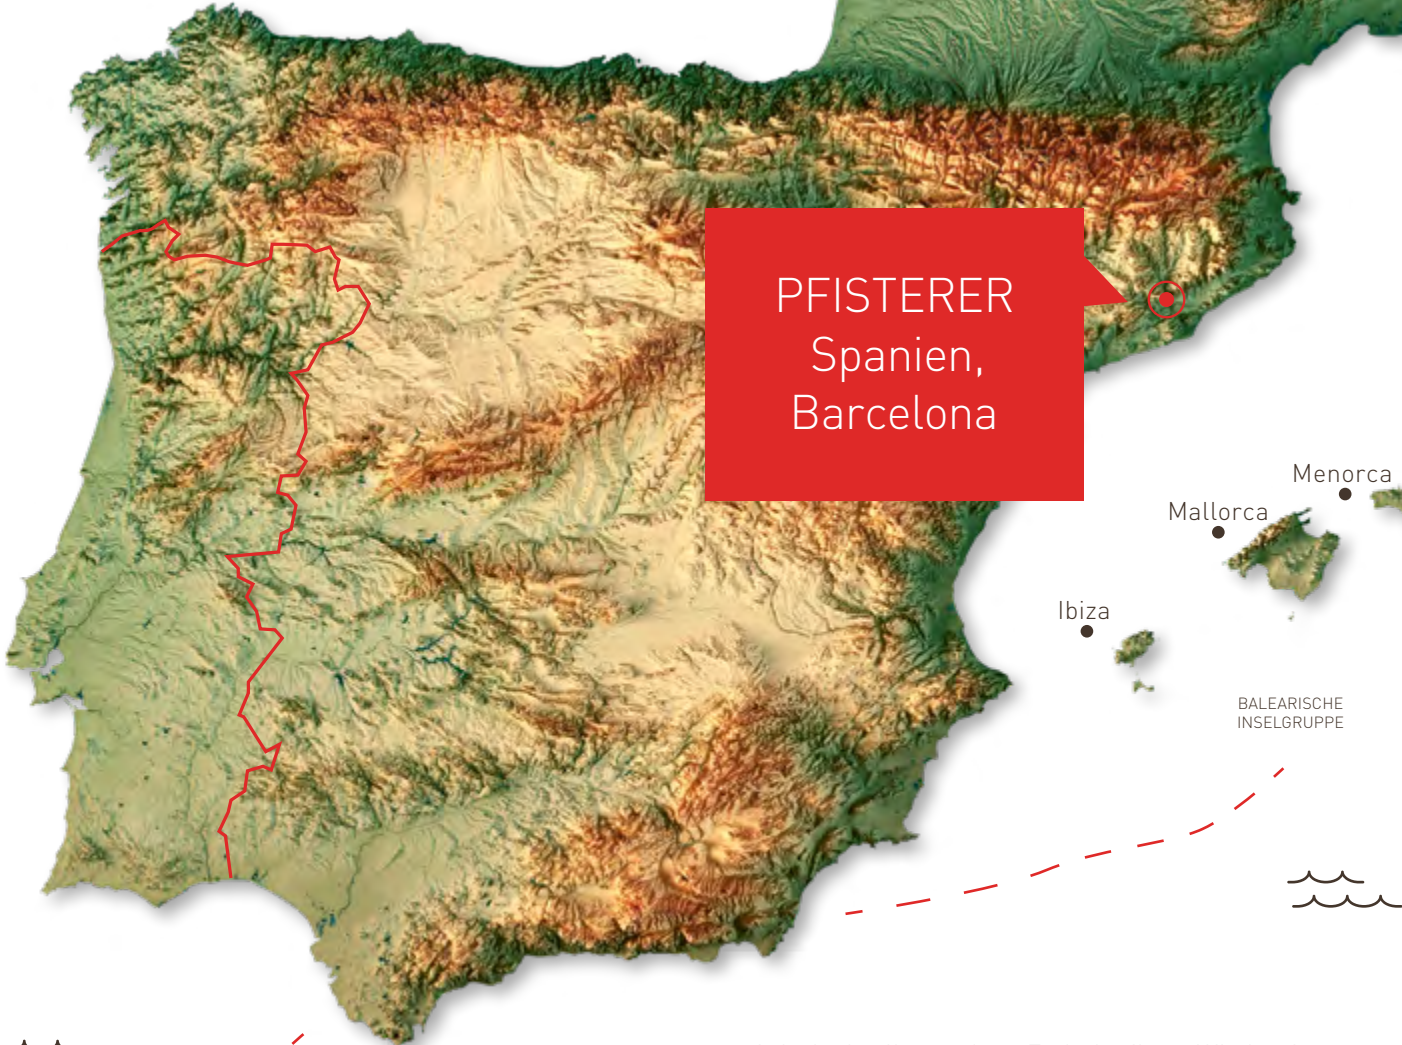 PFISTERER
Spanien,
Barcelona
Menorca
Mallorca
Ibiza
BALEARISCHE
INSELGRUPPE